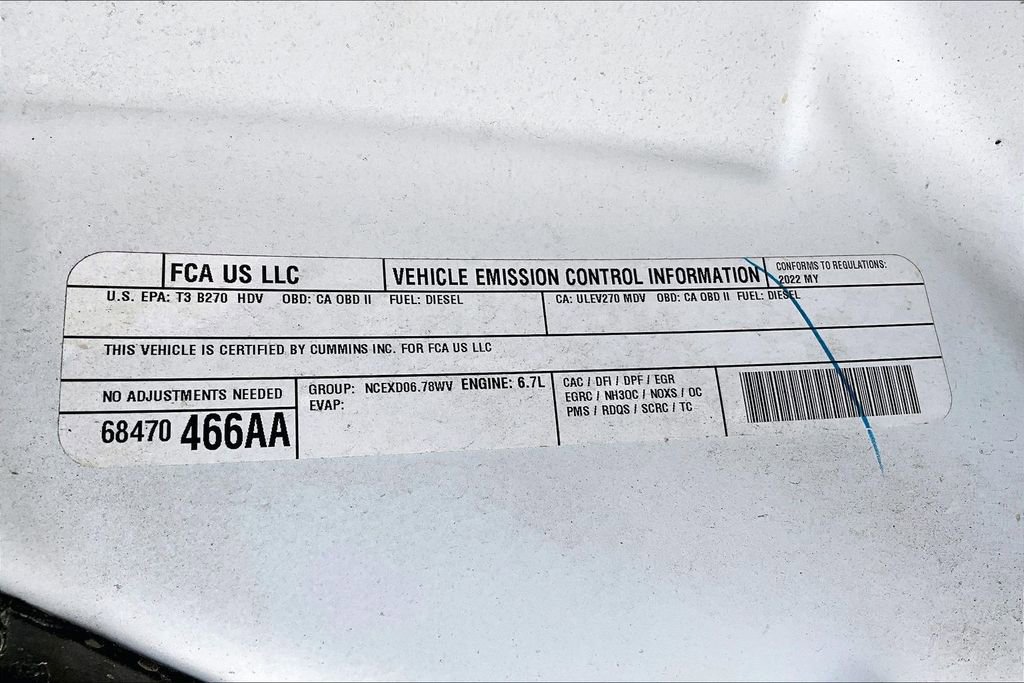 FCA US LLC
VEHICLE EMISSION CONTROL INFORMATION
CONFORMS TO REGULATIONS:
2022 MY
U.S. EPA: T3 B270 HDV OBD: CA OBD II FUEL: DIESEL
CA: ULEV270 MDV OBD: CA OBD II FUEL: DIESEL
THIS VEHICLE IS CERTIFIED BY CUMMINS INC. FOR FCA US LLC
NO ADJUSTMENTS NEEDED
68470 466AA
GROUP: NCEXD06.78WV ENGINE: 6.7L
EVAP:
CAC / DFI / DPF / EGR
EGRC / NH3OC / NOXS / OC
PMS / RDQS / SCRC / TC